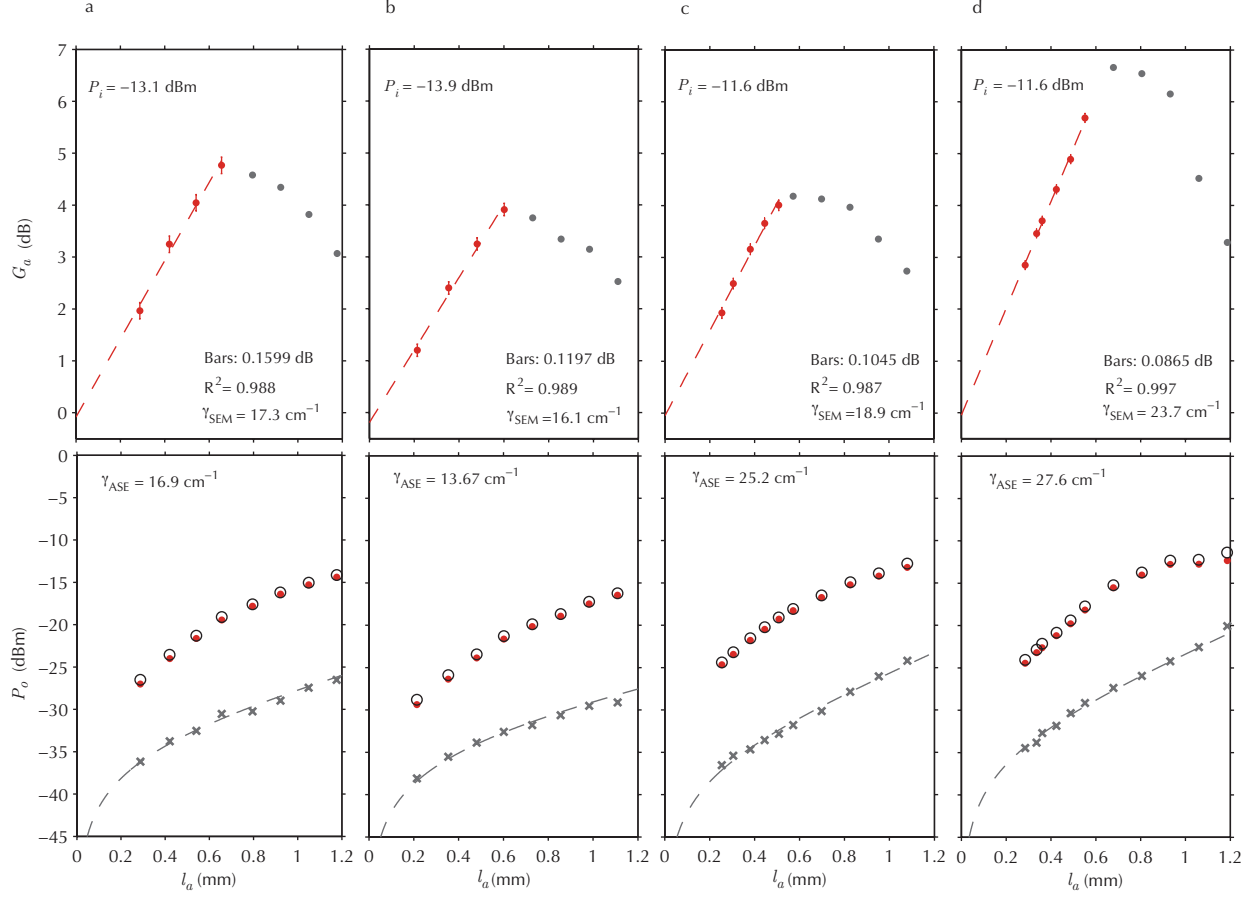 a b c d
7
6
5
4
3
2
1
0
G_a (dB)
P_i = −13.1 dBm
Bars: 0.1599 dB
R² = 0.988
γ_SEM = 17.3 cm⁻¹
P_i = −13.9 dBm
Bars: 0.1197 dB
R² = 0.989
γ_SEM =16.1 cm⁻¹
P_i = −11.6 dBm
Bars: 0.1045 dB
R² = 0.987
γ_SEM =18.9 cm⁻¹
P_i = −11.6 dBm
Bars: 0.0865 dB
R² = 0.997
γ_SEM = 23.7 cm⁻¹
0
−5
−10
−15
−20
−25
−30
−35
−40
−45
P_o (dBm)
γ_ASE = 16.9 cm⁻¹
γ_ASE = 13.67 cm⁻¹
γ_ASE = 25.2 cm⁻¹
γ_ASE = 27.6 cm⁻¹
0 0.2 0.4 0.6 0.8 1 1.2
l_a (mm)
0 0.2 0.4 0.6 0.8 1
l_a (mm)
0 0.2 0.4 0.6 0.8 1
l_a (mm)
0 0.2 0.4 0.6 0.8 1 1.2
l_a (mm)